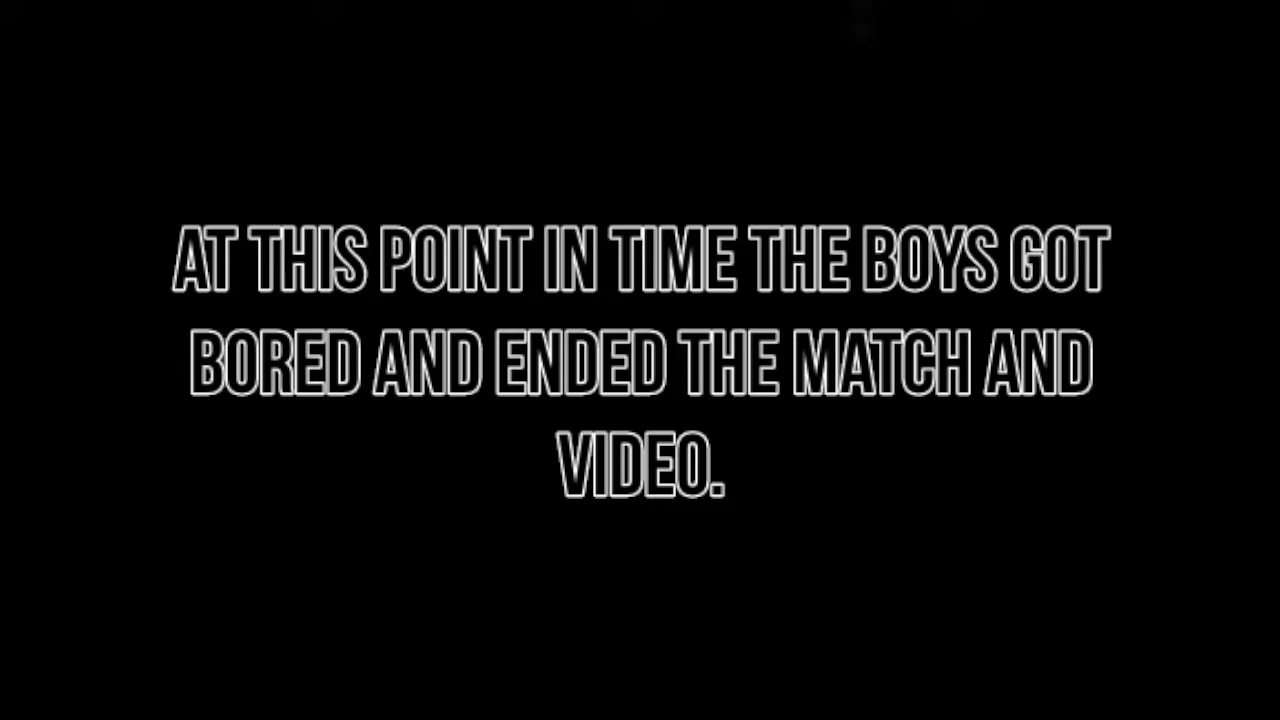 AT THIS POINT IN TIME THE BOYS GOT
BORED AND ENDED THE MATCH AND
VIDEO.